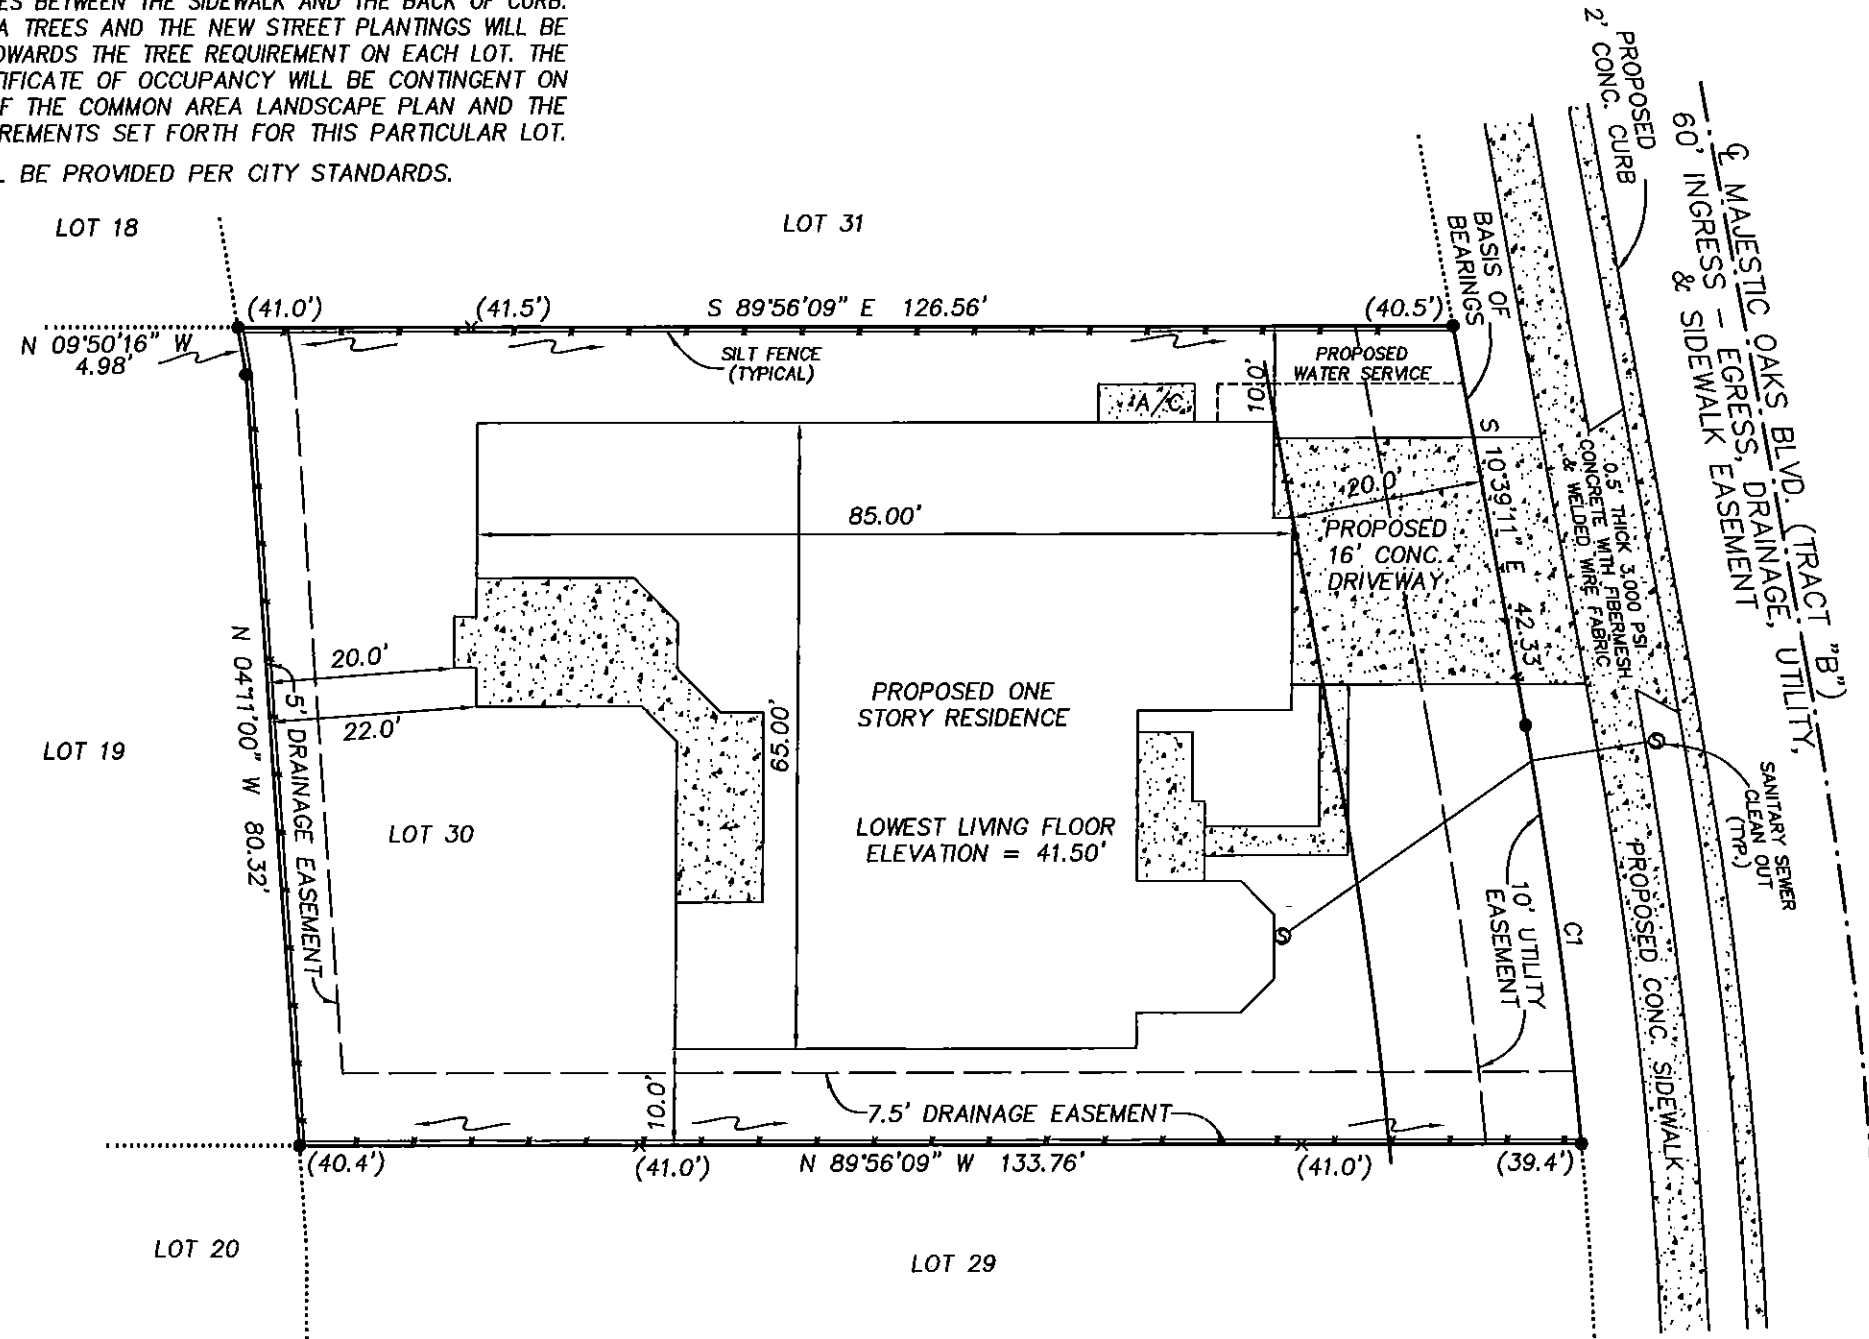 ES BETWEEN THE SIDEWALK AND THE BACK OF CURB.
A TREES AND THE NEW STREET PLANTINGS WILL BE
OWARDS THE TREE REQUIREMENT ON EACH LOT. THE
IFICATE OF OCCUPANCY WILL BE CONTINGENT ON
F THE COMMON AREA LANDSCAPE PLAN AND THE
REMENTS SET FORTH FOR THIS PARTICULAR LOT.
L BE PROVIDED PER CITY STANDARDS.
PROPOSED
2' CONC. CURB
℄ MAJESTIC OAKS BLVD. (TRACT "B")
60' INGRESS - EGRESS, DRAINAGE, UTILITY,
& SIDEWALK EASEMENT
LOT 18
LOT 31
BASIS OF
BEARINGS
(41.0')
(41.5')
S 89°56'09" E 126.56'
(40.5')
N 09°50'16" W
4.98'
SILT FENCE
(TYPICAL)
PROPOSED
WATER SERVICE
A/C
10.0'
S 10°39'11" E 42.33'
0.5' THICK 3,000 PSI
CONCRETE WITH FIBERMESH
& WELDED WIRE FABRIC
20.0'
85.00'
PROPOSED
16' CONC.
DRIVEWAY
20.0'
22.0'
N 04°11'00" W 80.32'
5' DRAINAGE EASEMENT
65.00'
PROPOSED ONE
STORY RESIDENCE
LOT 19
LOT 30
LOWEST LIVING FLOOR
ELEVATION = 41.50'
SANITARY SEWER
CLEAN OUT
(TYP.)
S
S
C1
10' UTILITY
EASEMENT
PROPOSED CONC. SIDEWALK
10.0'
7.5' DRAINAGE EASEMENT
(40.4')
(41.0')
N 89°56'09" W 133.76'
(41.0')
(39.4')
LOT 20
LOT 29